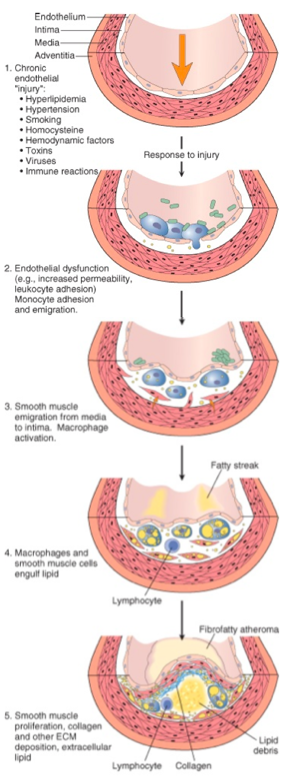 Endothelium
Intima
Media
Adventitia
1. Chronic
endothelial
"injury":
• Hyperlipidemia
• Hypertension
• Smoking
• Homocysteine
• Hemodynamic factors
• Toxins
• Viruses
• Immune reactions
Response to injury
2. Endothelial dysfunction
(e.g., increased permeability,
leukocyte adhesion)
Monocyte adhesion
and emigration.
3. Smooth muscle
emigration from media
to intima. Macrophage
activation.
Fatty streak
4. Macrophages and
smooth muscle cells
engulf lipid
Lymphocyte
Fibrofatty atheroma
5. Smooth muscle
proliferation, collagen
and other ECM
deposition, extracellular
lipid
Lymphocyte
Collagen
Lipid
debris